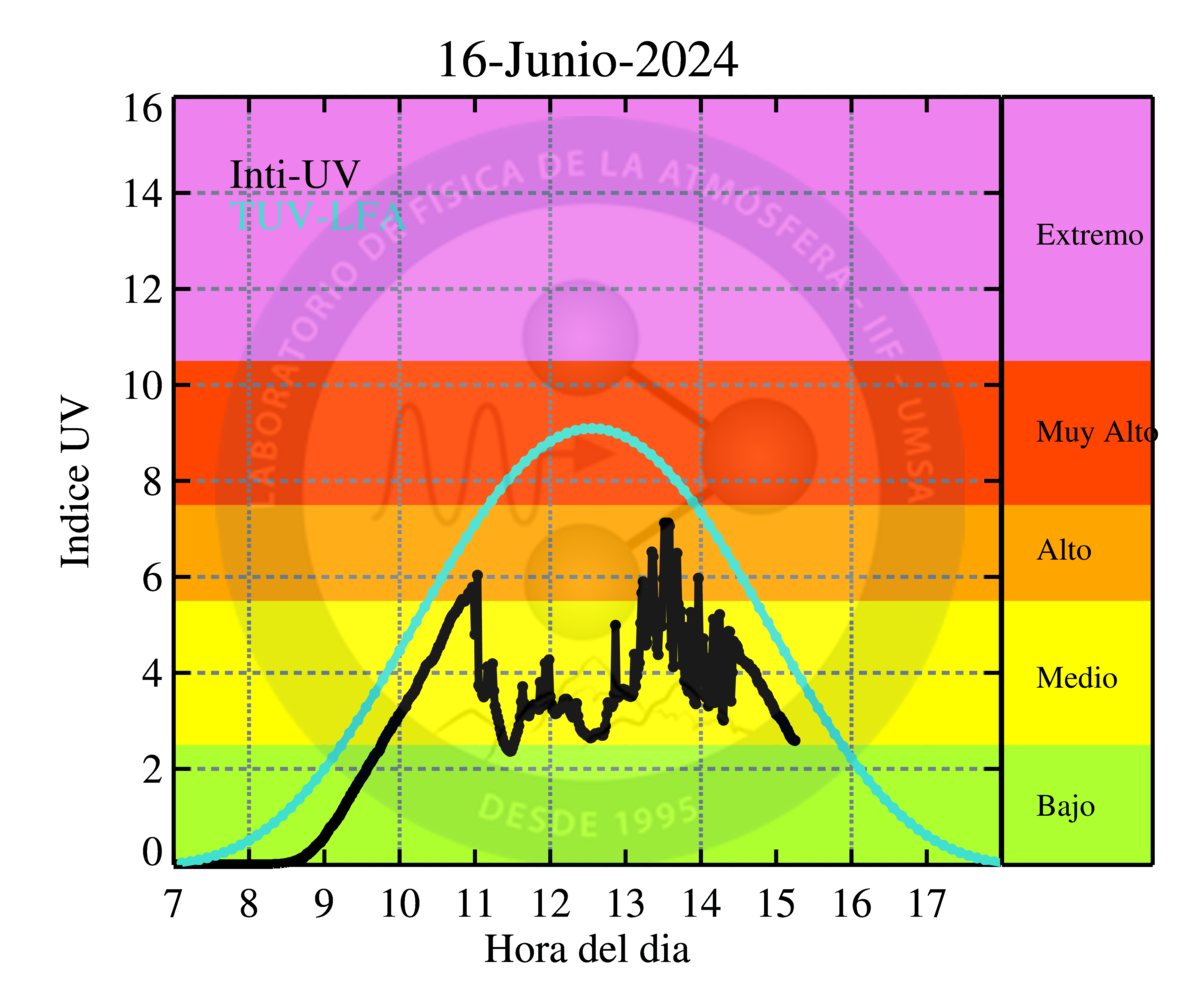 16-Junio-2024
Inti-UV
TUV-LFA
LABORATORIO DE FÍSICA DE LA ATMÓSFERA - IIF - UMSA
DESDE 1995
Indice UV
16
14
12
10
8
6
4
2
0
Extremo
Muy Alto
Alto
Medio
Bajo
7 8 9 10 11 12 13 14 15 16 17
Hora del dia